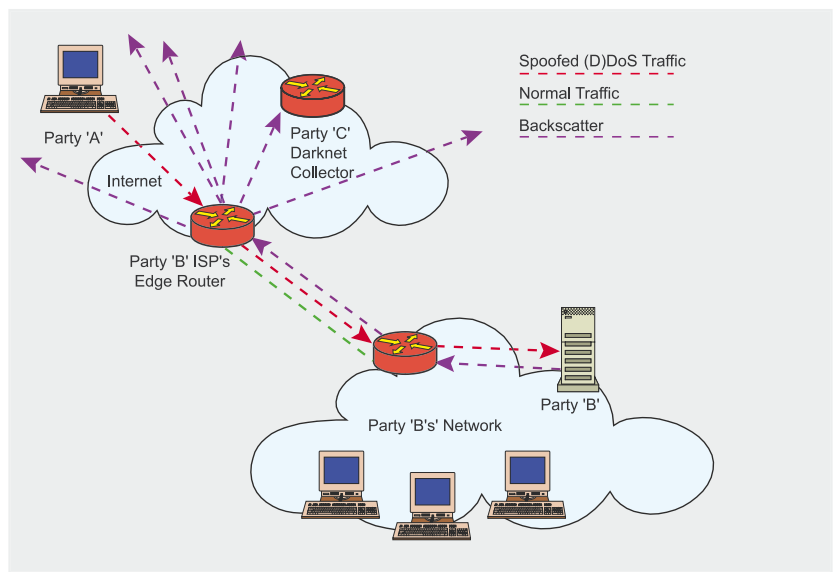 Spoofed (D)DoS Traffic
Normal Traffic
Backscatter
Party 'A'
Party 'C'
Darknet
Collector
Internet
Party 'B' ISP's
Edge Router
Party 'B'
Party 'B's' Network